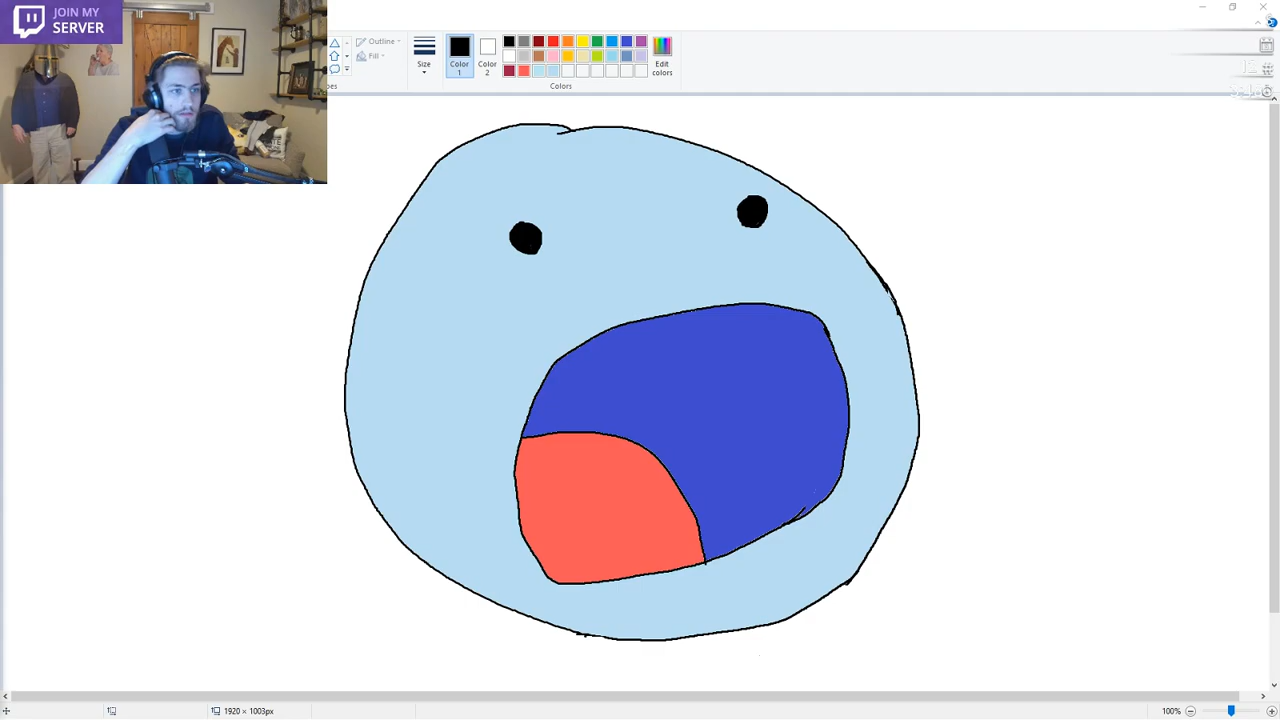 JOIN MY
SERVER
Outline
Fill
Size
Color
1
Color
2
Edit
colors
Colors
1920 × 1003px
100%